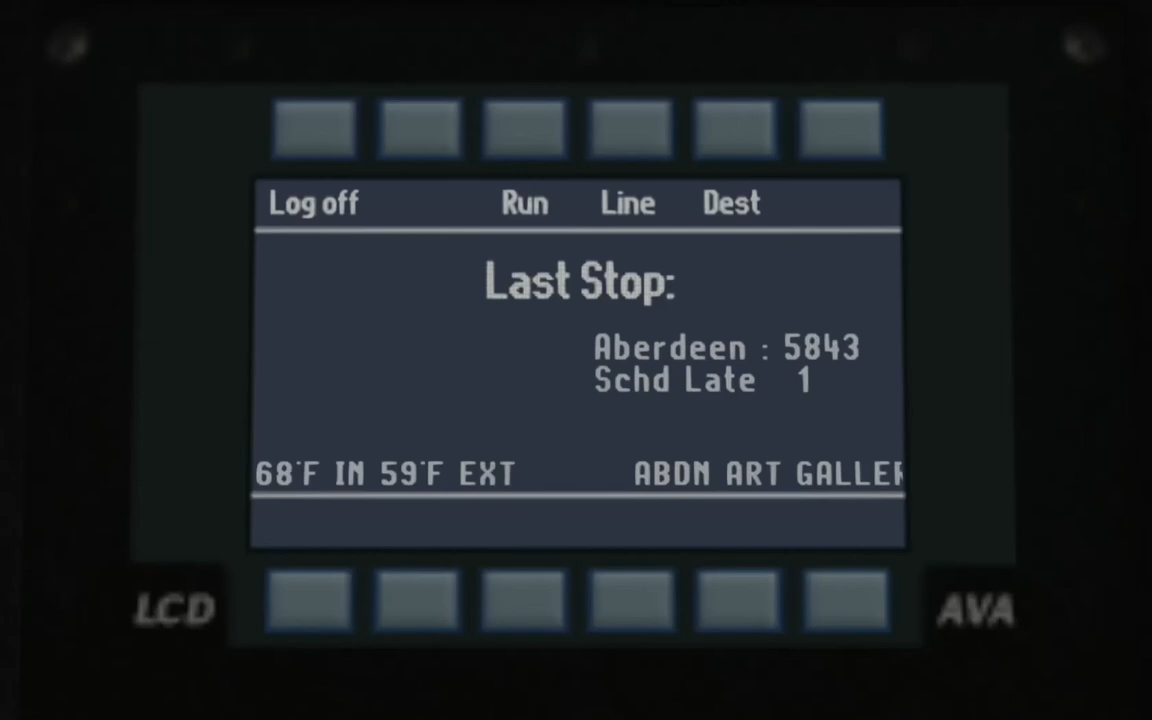 Log off Run Line Dest
Last Stop:
Aberdeen : 5843
Schd Late 1
68°F IN 59°F EXT ABDN ART GALLER
LCD AVA